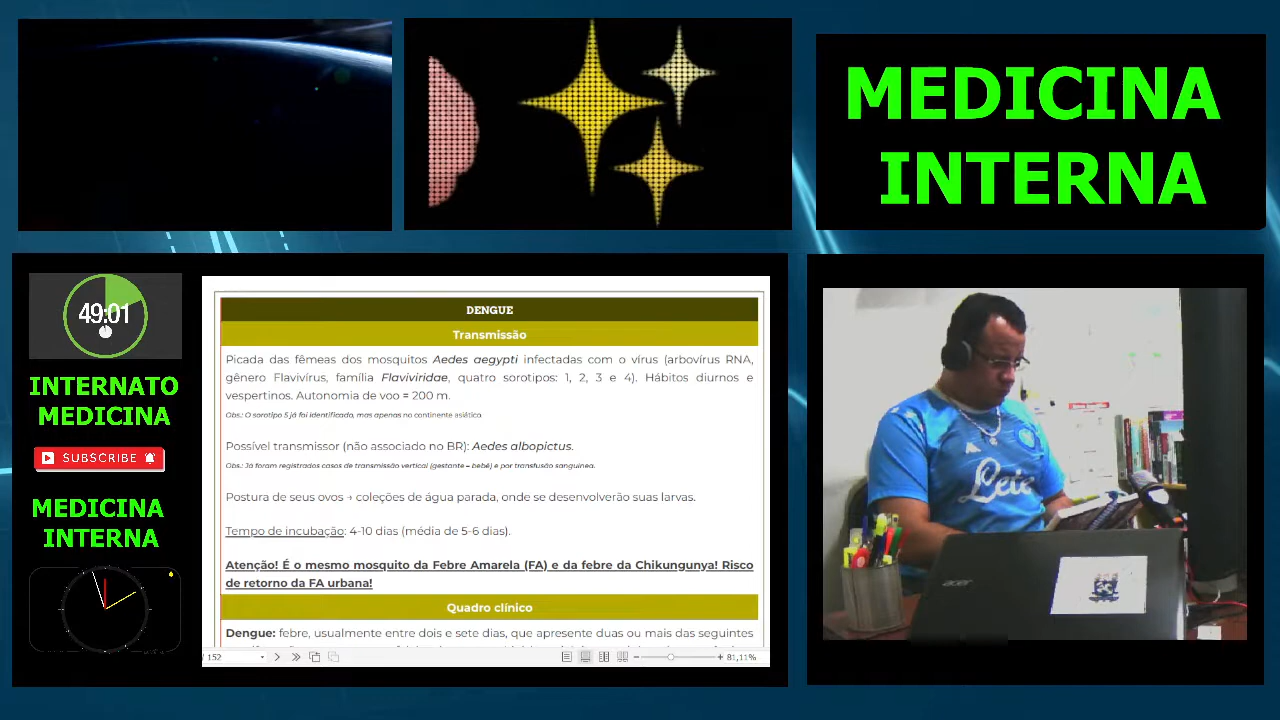 MEDICINA
INTERNA
49:01
INTERNATO
MEDICINA
SUBSCRIBE
MEDICINA
INTERNA
DENGUE
Transmissão
Picada das fêmeas dos mosquitos Aedes aegypti infectadas com o vírus (arbovírus RNA,
gênero Flavivírus, família Flaviviridae, quatro sorotipos: 1, 2, 3 e 4). Hábitos diurnos e
vespertinos. Autonomia de voo = 200 m.
Obs.: O sorotipo 5 já foi identificado, mas apenas no continente asiático.
Possível transmissor (não associado no BR): Aedes albopictus.
Obs.: Já foram registrados casos de transmissão vertical (gestante – bebê) e por transfusão sanguínea.
Postura de seus ovos → coleções de água parada, onde se desenvolverão suas larvas.
Tempo de incubação: 4-10 dias (média de 5-6 dias).
Atenção! É o mesmo mosquito da Febre Amarela (FA) e da febre da Chikungunya! Risco
de retorno da FA urbana!
Quadro clínico
Dengue: febre, usualmente entre dois e sete dias, que apresente duas ou mais das seguintes
/ 152
81,11%
Lete
acer